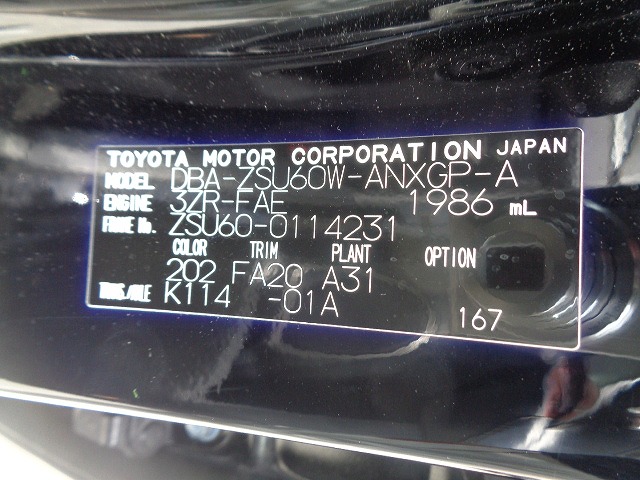 TOYOTA MOTOR CORPORATION JAPAN
MODEL DBA-ZSU60W-ANXGP-A
ENGINE 3ZR-FAE 1986 mL
FRAME No. ZSU60-0114231
COLOR TRIM PLANT OPTION
202 FA20 A31
TRANS/AXLE K114 -01A
167